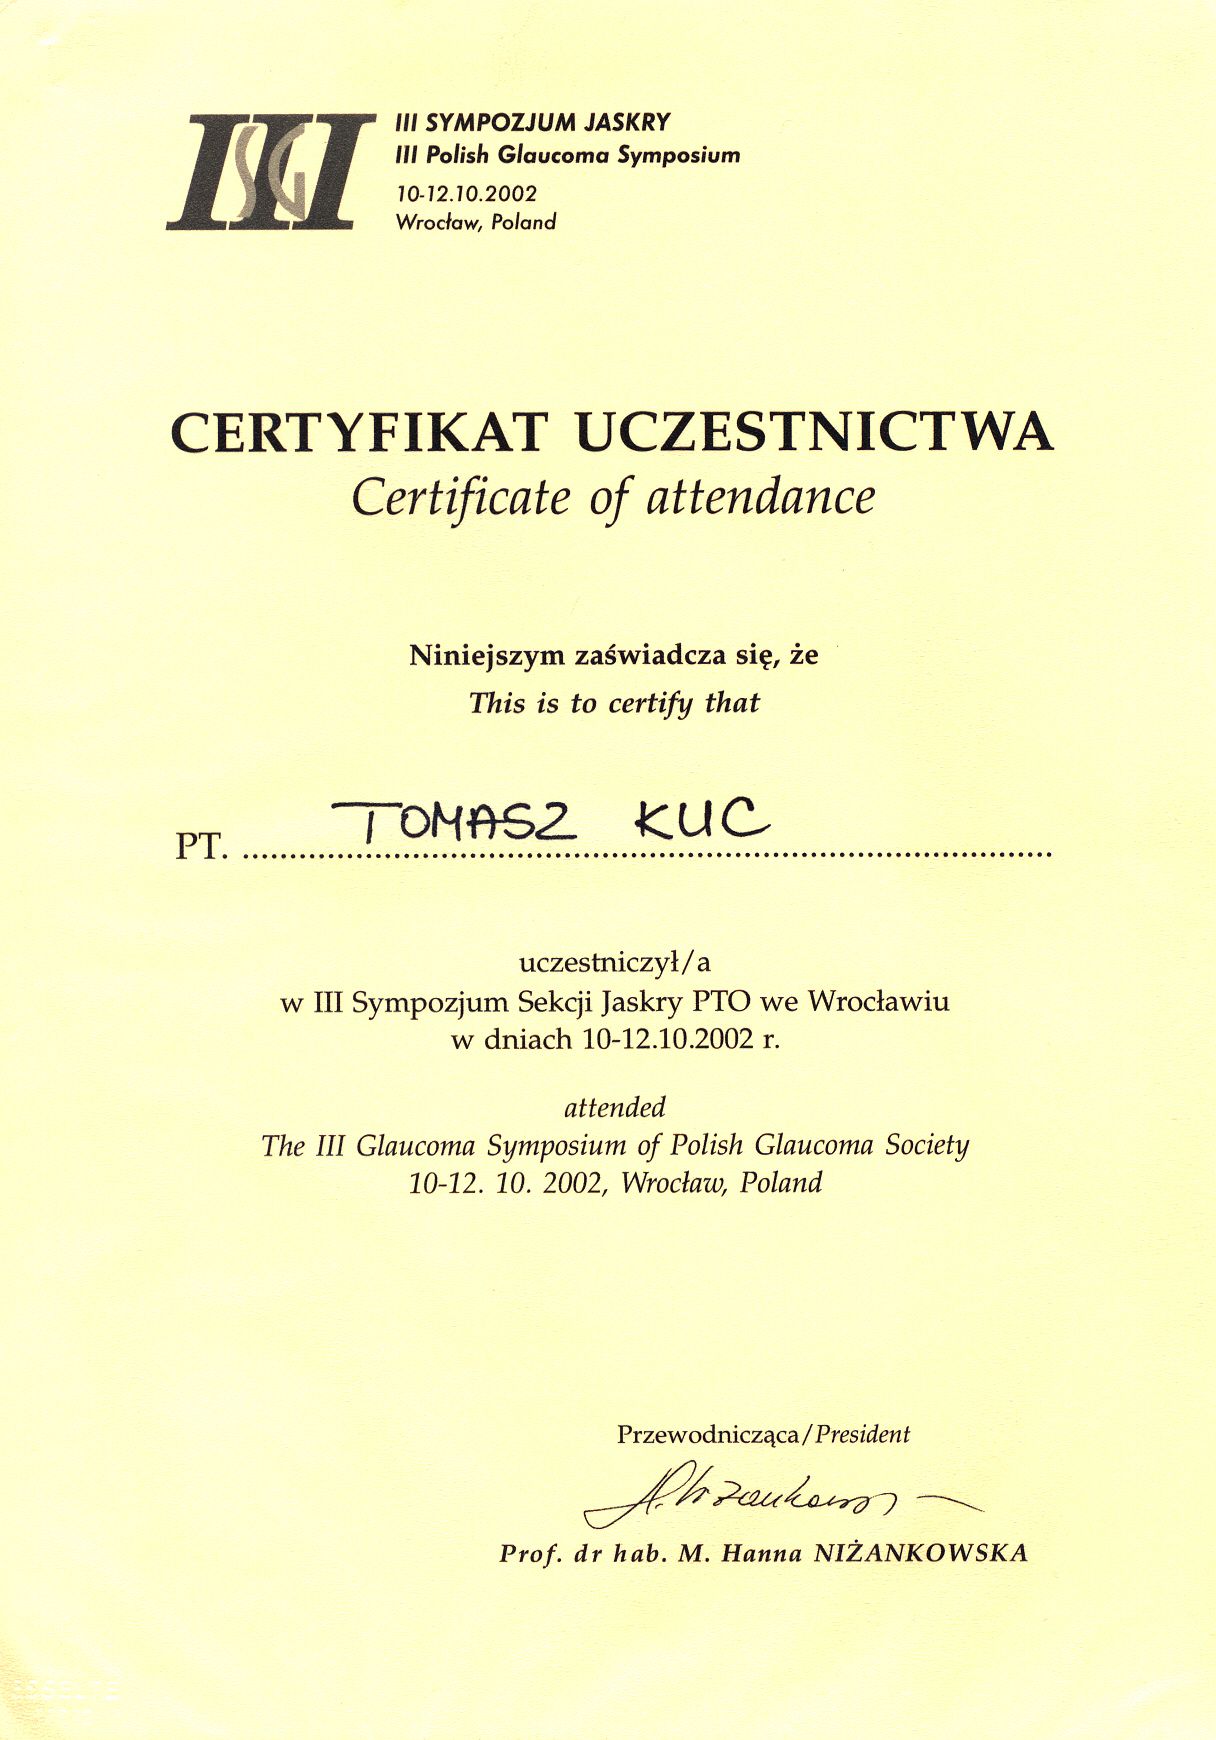 III SYMPOZJUM JASKRY
III Polish Glaucoma Symposium
10-12.10.2002
Wrocław, Poland
III
SG
CERTYFIKAT UCZESTNICTWA
Certificate of attendance
Niniejszym zaświadcza się, że
This is to certify that
PT. TOMASZ KUC
uczestniczył/a
w III Sympozjum Sekcji Jaskry PTO we Wrocławiu
w dniach 10-12.10.2002 r.
attended
The III Glaucoma Symposium of Polish Glaucoma Society
10-12. 10. 2002, Wrocław, Poland
Przewodnicząca/President
Prof. dr hab. M. Hanna NIŻANKOWSKA